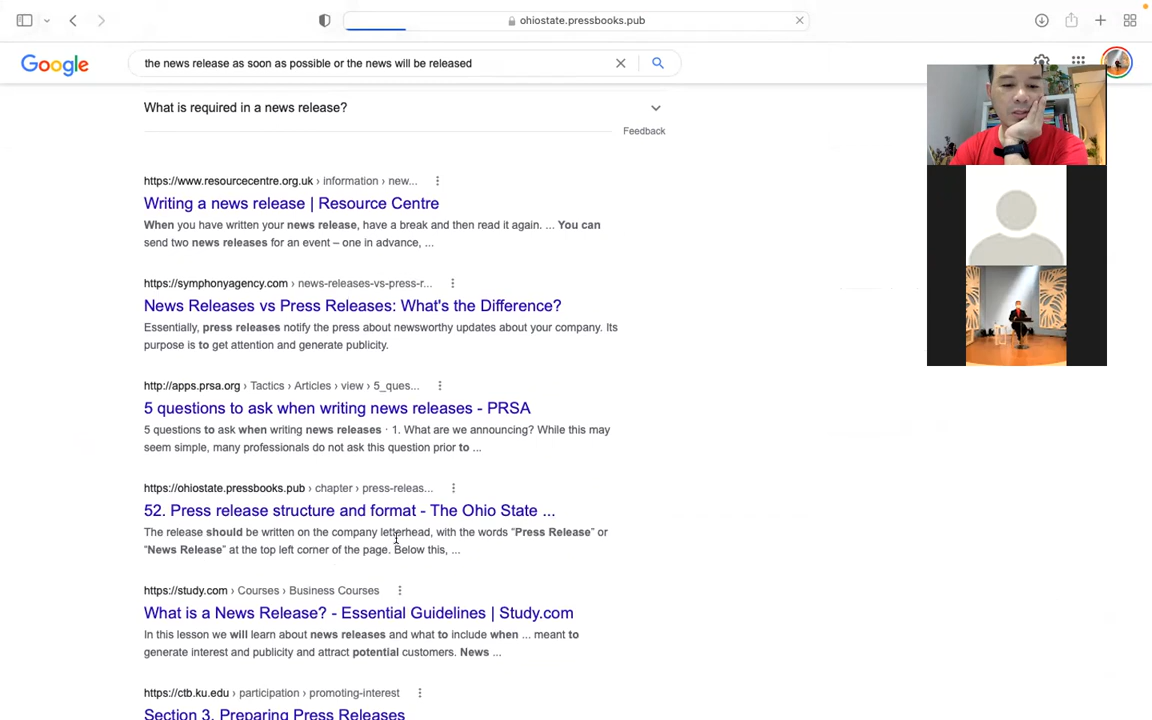 ohiostate.pressbooks.pub
Google
the news release as soon as possible or the news will be released
What is required in a news release?
Feedback
https://www.resourcecentre.org.uk › information › new...
Writing a news release | Resource Centre
When you have written your news release, have a break and then read it again. ... You can
send two news releases for an event – one in advance, ...
https://symphonyagency.com › news-releases-vs-press-r...
News Releases vs Press Releases: What's the Difference?
Essentially, press releases notify the press about newsworthy updates about your company. Its
purpose is to get attention and generate publicity.
http://apps.prsa.org › Tactics › Articles › view › 5_ques...
5 questions to ask when writing news releases - PRSA
5 questions to ask when writing news releases · 1. What are we announcing? While this may
seem simple, many professionals do not ask this question prior to ...
https://ohiostate.pressbooks.pub › chapter › press-releas...
52. Press release structure and format - The Ohio State ...
The release should be written on the company letterhead, with the words “Press Release” or
“News Release” at the top left corner of the page. Below this, ...
https://study.com › Courses › Business Courses
What is a News Release? - Essential Guidelines | Study.com
In this lesson we will learn about news releases and what to include when ... meant to
generate interest and publicity and attract potential customers. News ...
https://ctb.ku.edu › participation › promoting-interest
Section 3. Preparing Press Releases